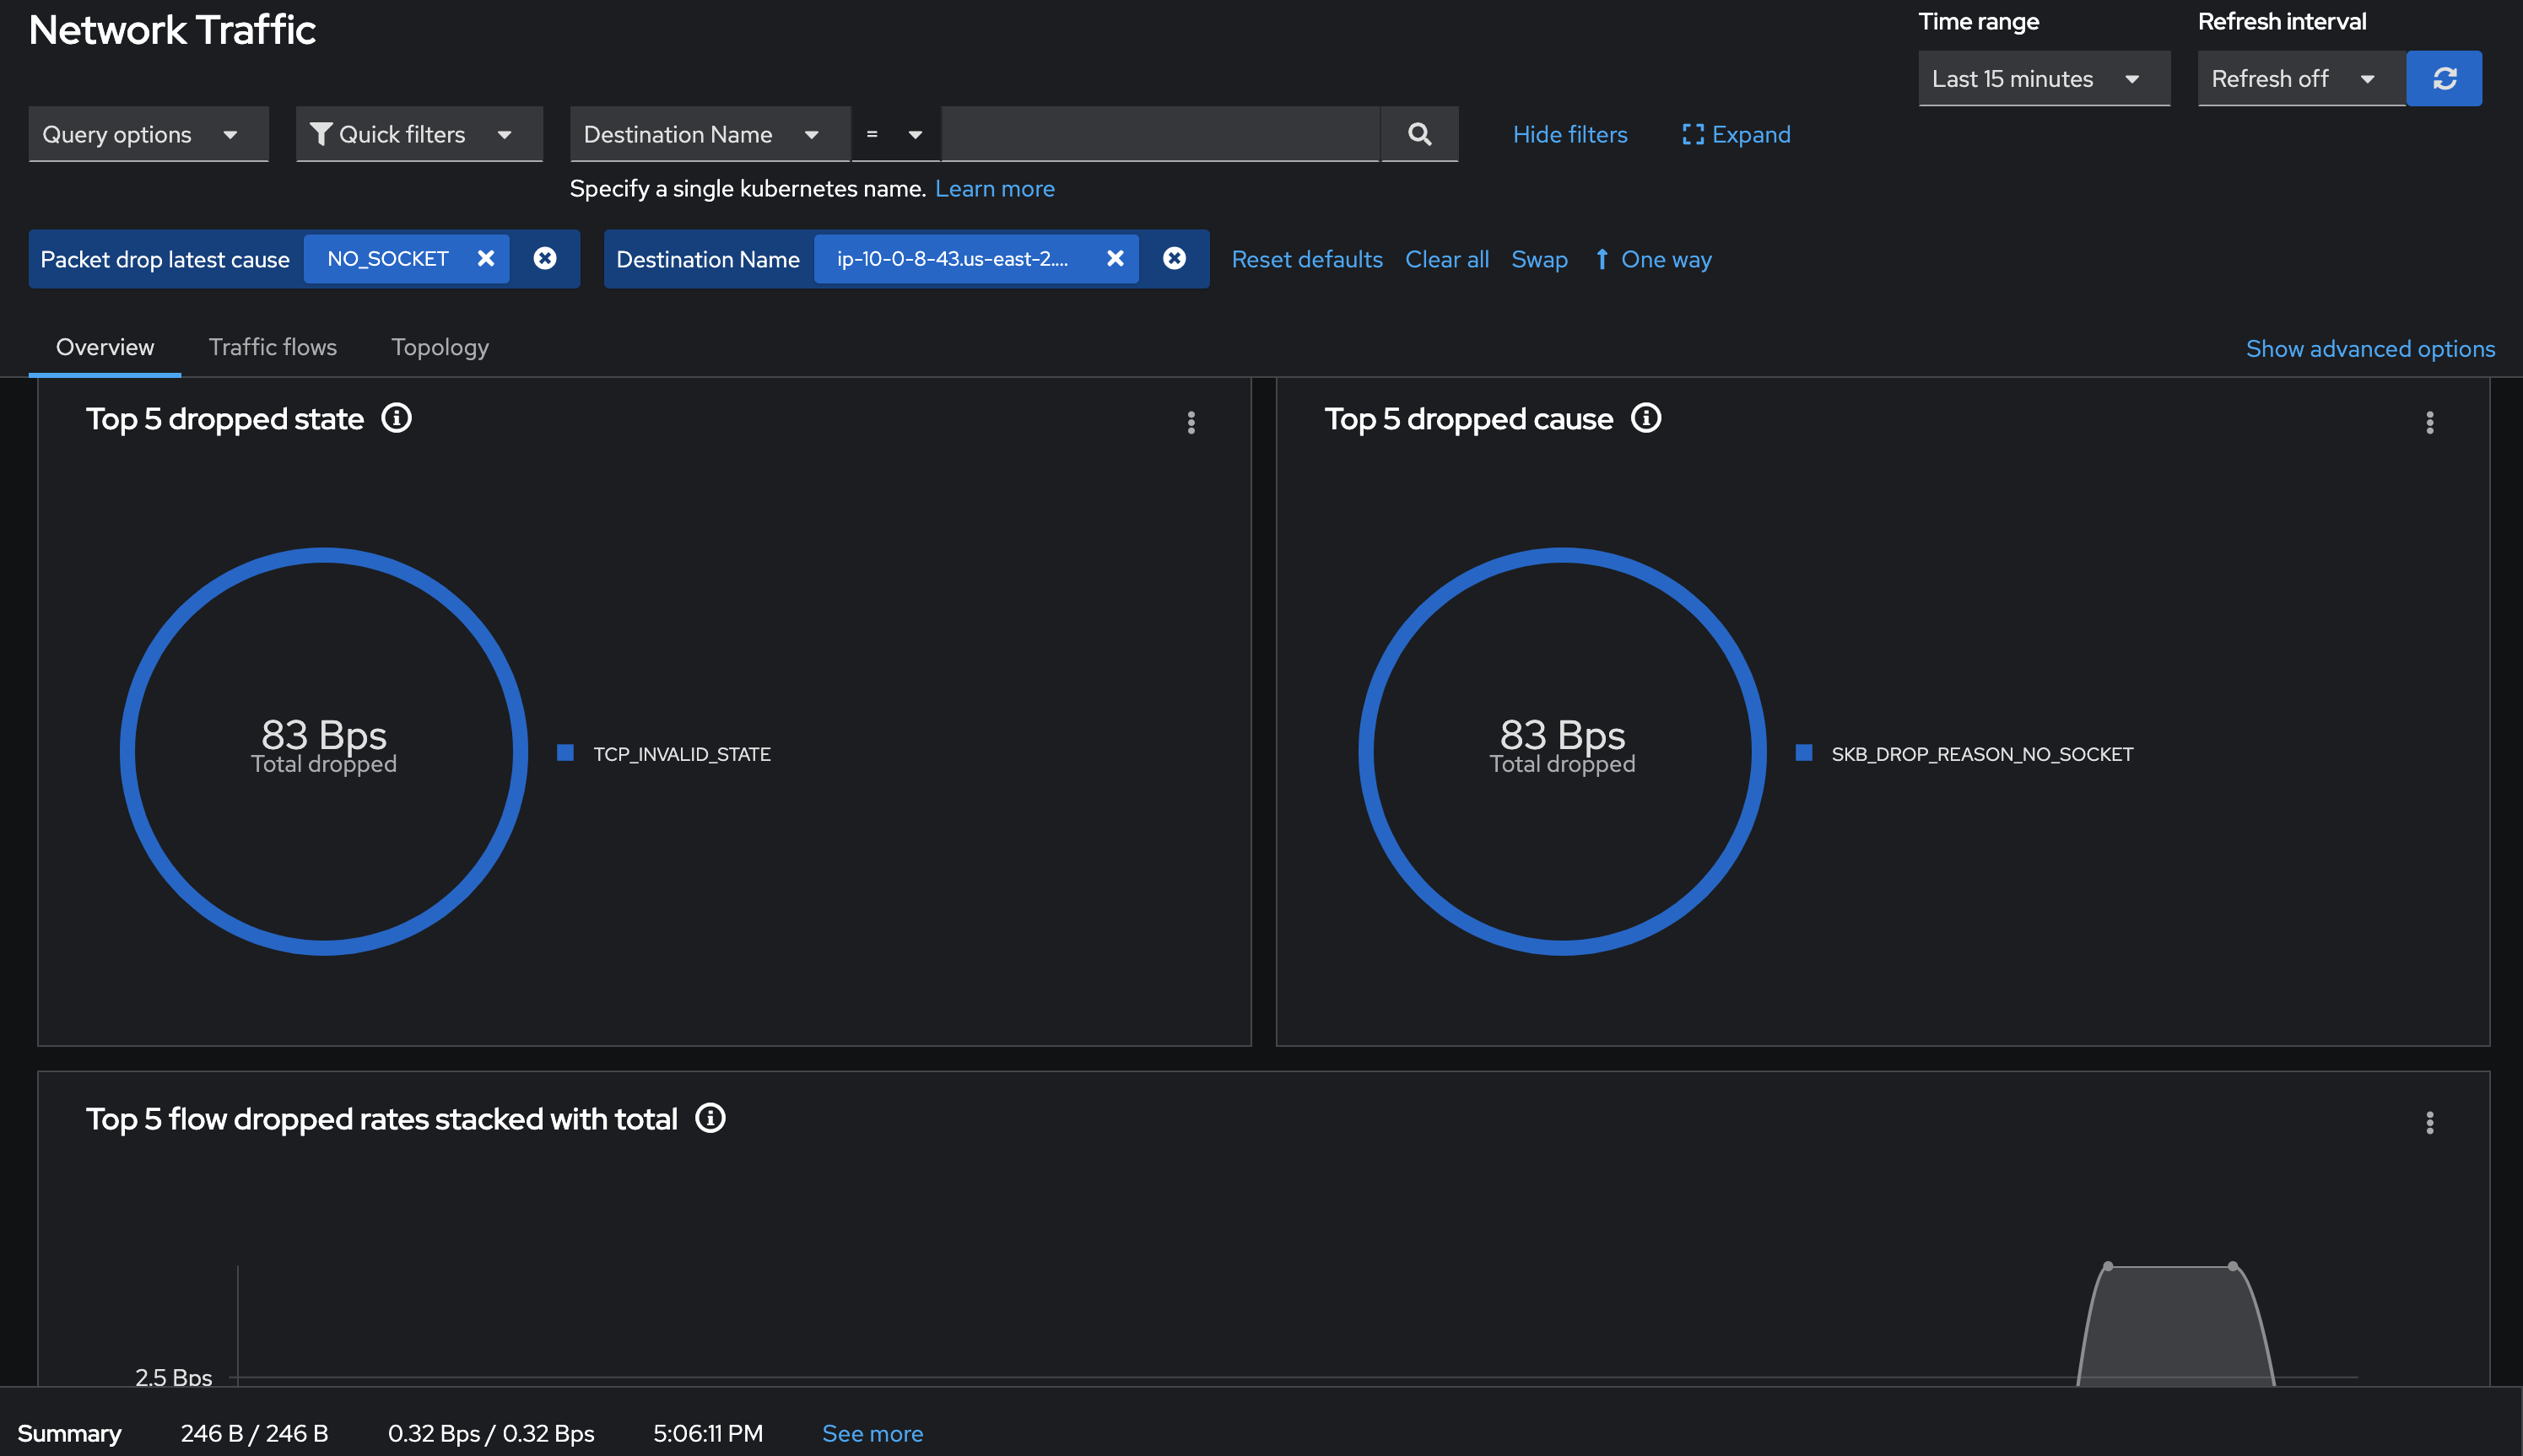 Network Traffic
Time range
Refresh interval
Last 15 minutes
Refresh off
Query options
Quick filters
Destination Name
=
Hide filters
Expand
Specify a single kubernetes name. Learn more
Packet drop latest cause
NO_SOCKET
Destination Name
ip-10-0-8-43.us-east-2....
Reset defaults
Clear all
Swap
One way
Overview
Traffic flows
Topology
Show advanced options
Top 5 dropped state
Top 5 dropped cause
83 Bps
Total dropped
TCP_INVALID_STATE
83 Bps
Total dropped
SKB_DROP_REASON_NO_SOCKET
Top 5 flow dropped rates stacked with total
2.5 Bps
Summary
246 B / 246 B
0.32 Bps / 0.32 Bps
5:06:11 PM
See more